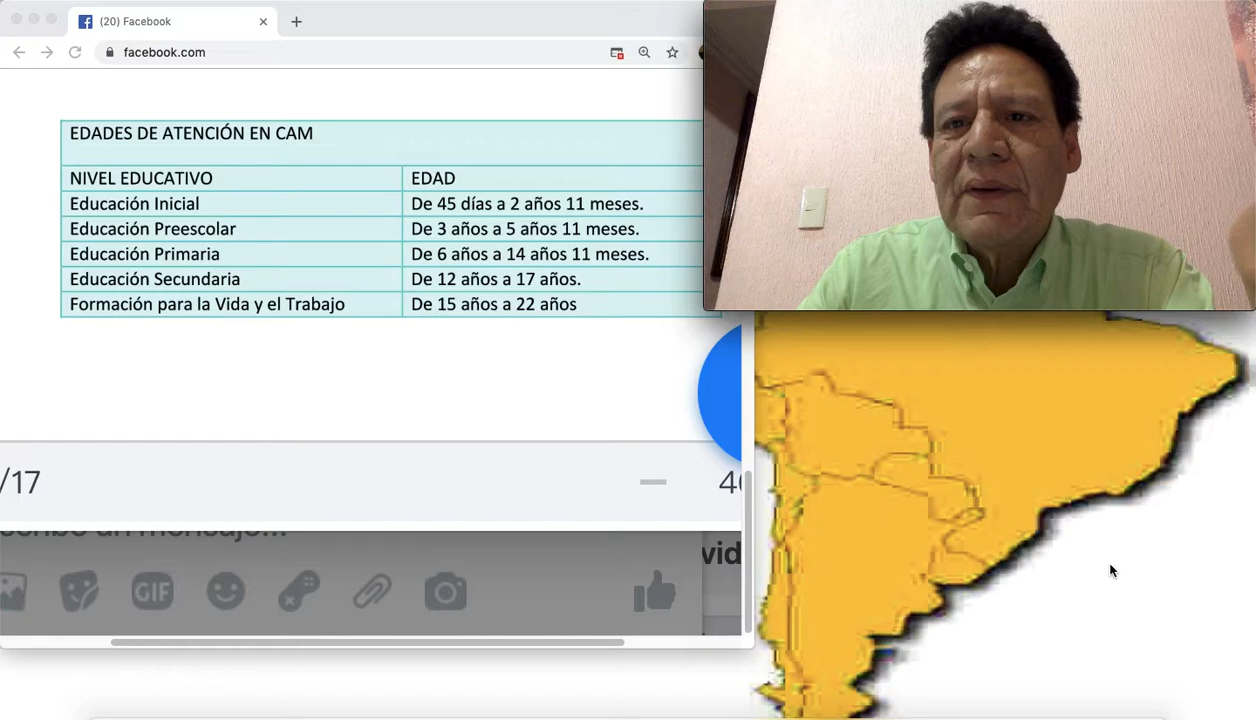 (20) Facebook
facebook.com
EDADES DE ATENCIÓN EN CAM
NIVEL EDUCATIVO EDAD
Educación Inicial De 45 días a 2 años 11 meses.
Educación Preescolar De 3 años a 5 años 11 meses.
Educación Primaria De 6 años a 14 años 11 meses.
Educación Secundaria De 12 años a 17 años.
Formación para la Vida y el Trabajo De 15 años a 22 años
/17
mensaje...
GIF